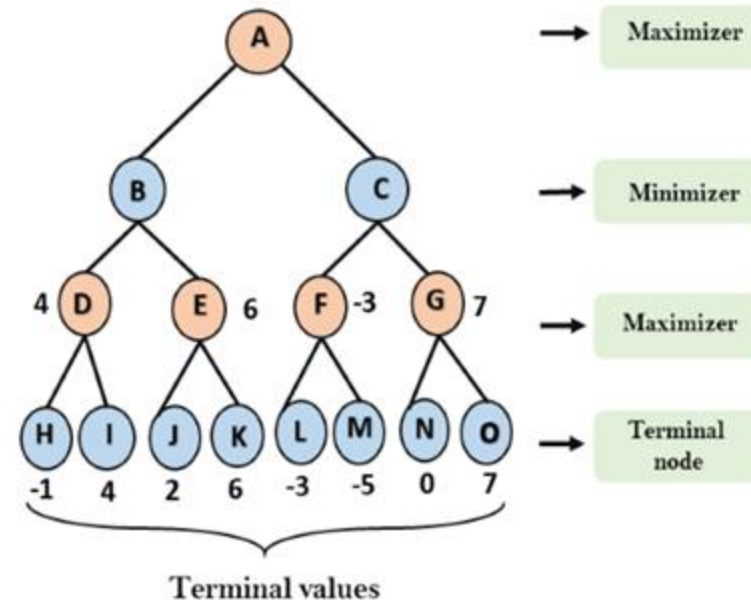 A
Maximizer
B
C
Minimizer
4 D E 6 F -3 G 7
Maximizer
H I J K L M N O
Terminal
node
-1 4 2 6 -3 -5 0 7
Terminal values